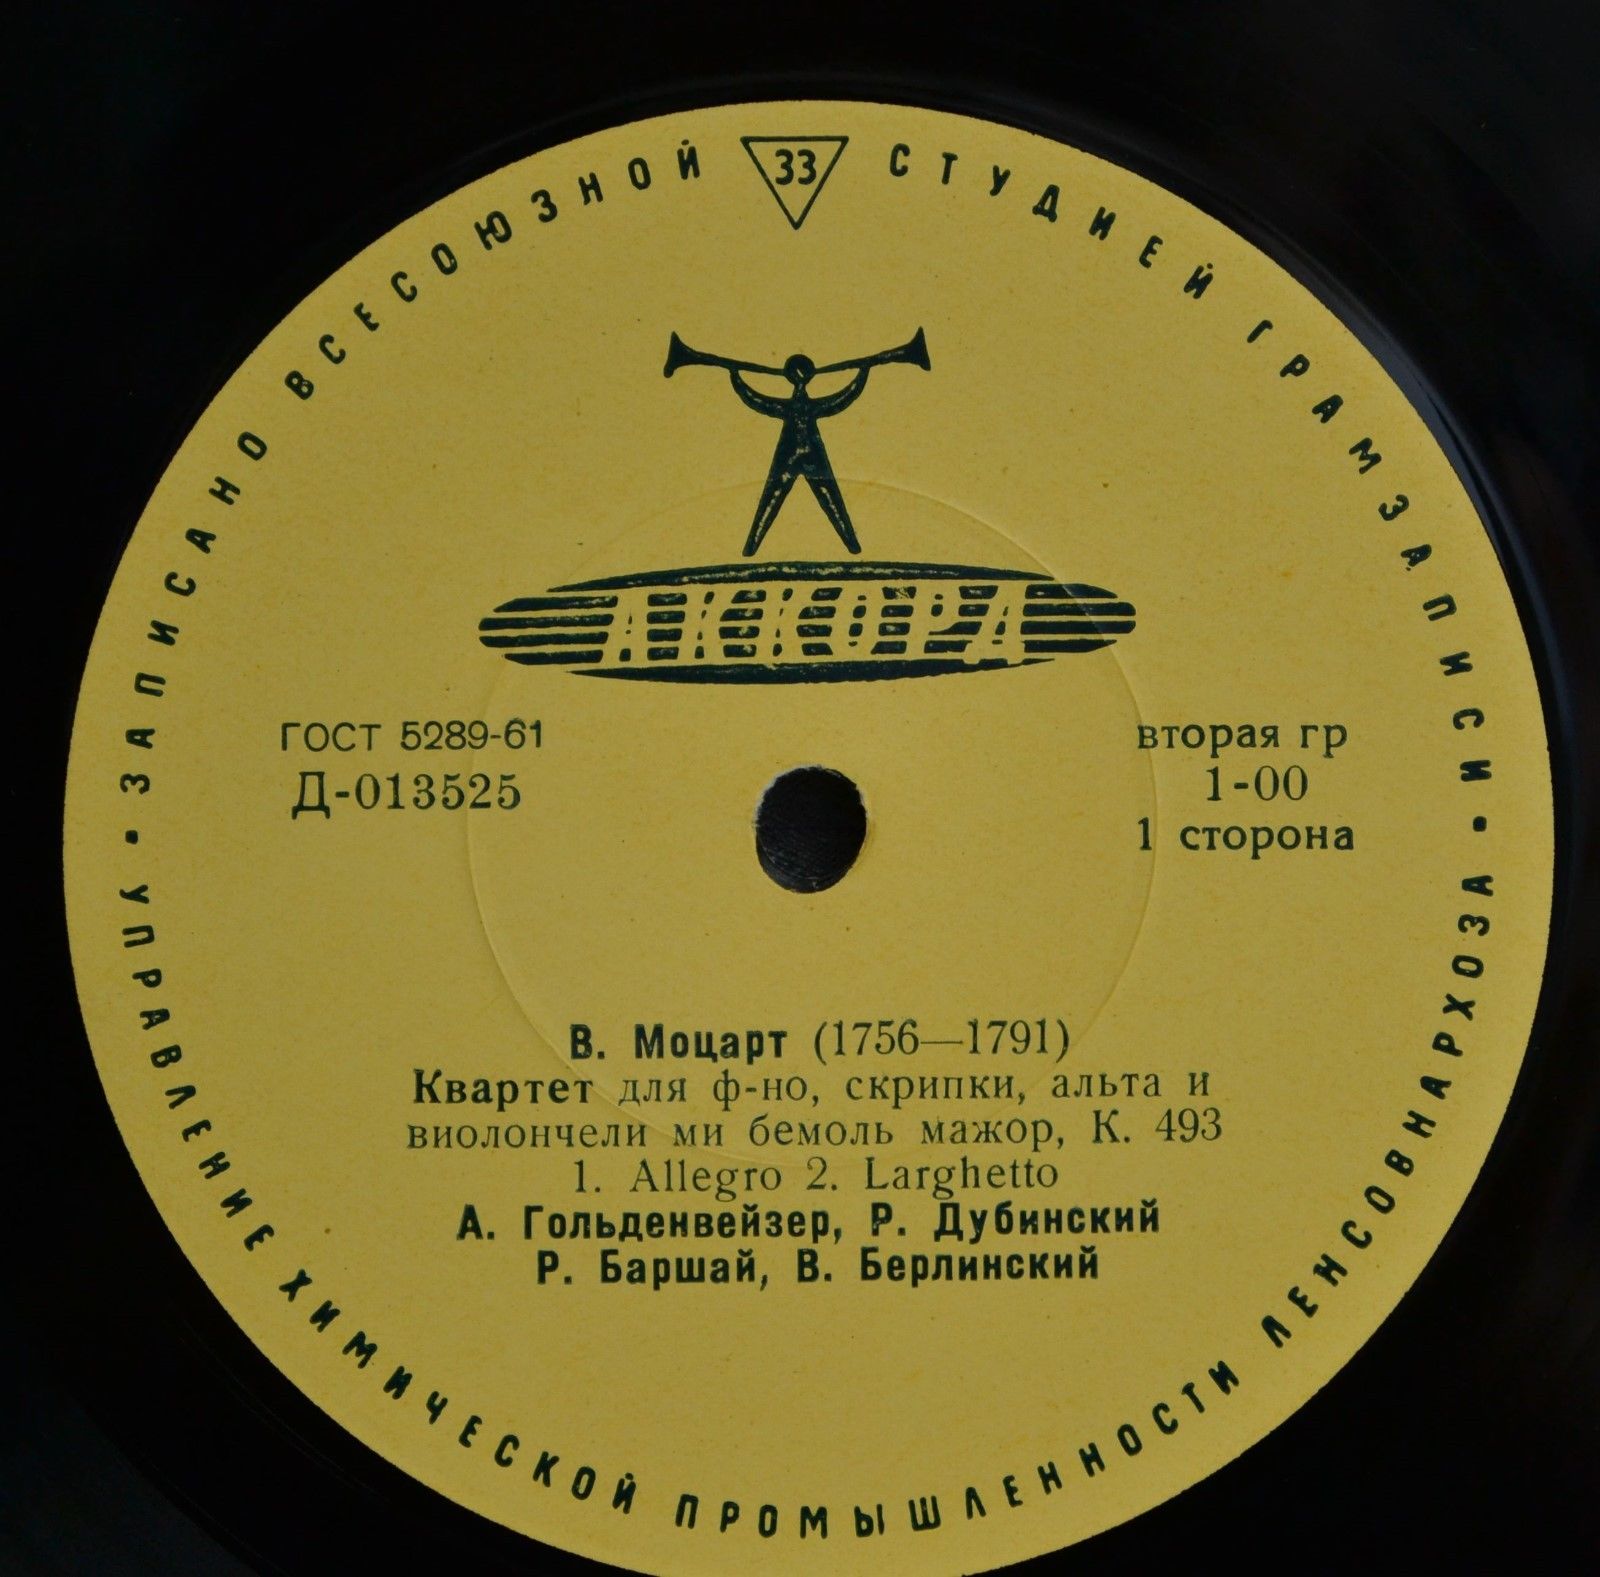 ЗАПИСАНО ВСЕСОЮЗНОЙ СТУДИЕЙ ГРАМЗАПИСИ
33
АККОРД
ГОСТ 5289-61
Д-013525
вторая гр
1-00
1 сторона
В. Моцарт (1756—1791)
Квартет для ф-но, скрипки, альта и
виолончели ми бемоль мажор, К. 493
1. Allegro 2. Larghetto
А. Гольденвейзер, Р. Дубинский
Р. Баршай, В. Берлинский
УПРАВЛЕНИЕ ХИМИЧЕСКОЙ ПРОМЫШЛЕННОСТИ ЛЕНСОВНАРХОЗА